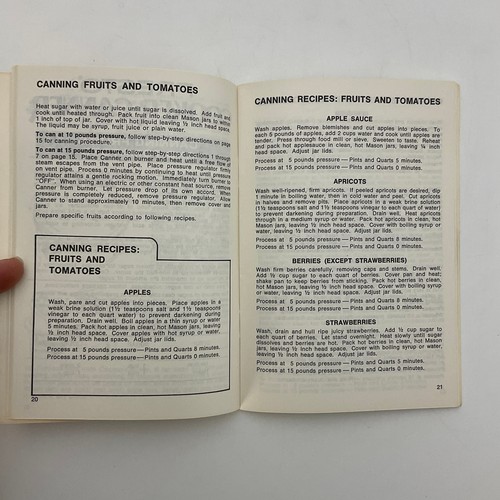 CANNING FRUITS AND TOMATOES
Heat sugar with water or juice until sugar is dissolved. Add fruit and
cook until heated through. Pack fruit into clean Mason jars to within
1 inch of top of jar. Cover with hot liquid leaving ½ inch head space.
The liquid may be syrup, fruit juice or plain water.
To can at 10 pounds pressure, follow step-by-step directions on page
15 for canning procedure.
To can at 15 pounds pressure, follow step-by-step directions 1 through
7 on page 15. Place Canner on burner and heat until a free flow of
steam escapes from the vent pipe. Place pressure regulator firmly
on vent pipe. Process 0 minutes by continuing to heat until pressure
regulator attains a gentle rocking motion. Immediately turn burner to
"OFF". When using an electric or other constant heat source, remove
Canner from burner. Let pressure drop of its own accord. When
pressure is completely reduced, remove pressure regulator. Allow
Canner to stand approximately 10 minutes, then remove cover and
jars.
Prepare specific fruits according to following recipes.
CANNING RECIPES:
FRUITS AND
TOMATOES
APPLES
Wash, pare and cut apples into pieces. Place apples in a
weak brine solution (1½ teaspoons salt and 1½ teaspoons
vinegar to each quart of water) to prevent darkening during
preparation. Drain well. Boil apples in a thin syrup or water
5 minutes. Pack hot apples in clean, hot Mason jars, leaving
½ inch head space. Cover apples with hot syrup or water,
leaving ½ inch head space. Adjust jar lids.
Process at 5 pounds pressure — Pints and Quarts 8 minutes.
Process at 15 pounds pressure — Pints and Quarts 0 minutes.
20
CANNING RECIPES: FRUITS AND TOMATOES
APPLE SAUCE
Wash apples. Remove blemishes and cut apples into pieces. To
each 5 pounds of apples, add 2 cups water and cook until apples are
tender. Press through food mill or sieve. Sweeten to taste. Reheat
and pack hot applesauce in clean, hot Mason jars, leaving ½ inch
head space. Adjust jar lids.
Process at 5 pounds pressure — Pints and Quarts 5 minutes.
Process at 15 pounds pressure — Pints and Quarts 0 minutes.
APRICOTS
Wash well-ripened, firm apricots. If peeled apricots are desired, dip
1 minute in boiling water, then in cold water and peel. Cut apricots
in halves and remove pits. Place apricots in a weak brine solution
(1½ teaspoons salt and 1½ teaspoons vinegar to each quart of water)
to prevent darkening during preparation. Drain well. Heat apricots
through in a medium syrup or water. Pack hot apricots in clean, hot
Mason jars, leaving ½ inch head space. Cover with boiling syrup or
water, leaving ½ inch head space. Adjust jar lids.
Process at 5 pounds pressure — Pints and Quarts 8 minutes.
Process at 15 pounds pressure — Pints and Quarts 0 minutes.
BERRIES (EXCEPT STRAWBERRIES)
Wash firm berries carefully, removing caps and stems. Drain well.
Add ½ cup sugar to each quart of berries. Cover pan and heat;
shake pan to keep berries from sticking. Pack hot berries in clean,
hot Mason jars, leaving ½ inch head space. Cover with boiling syrup
or water, leaving ½ inch head space. Adjust jar lids.
Process at 5 pounds pressure — Pints and Quarts 8 minutes.
Process at 15 pounds pressure — Pints and Quarts 0 minutes.
STRAWBERRIES
Wash, drain and hull ripe juicy strawberries. Add ½ cup sugar to
each quart of berries. Let stand overnight. Heat slowly until sugar
dissolves and berries are hot. Pack hot berries in clean, hot Mason
jars, leaving ½ inch head space. Cover with boiling syrup or water,
leaving ½ inch head space. Adjust jar lids.
Process at 5 pounds pressure — Pints and Quarts 5 minutes.
Process at 15 pounds pressure — Pints and Quarts 0 minutes.
21